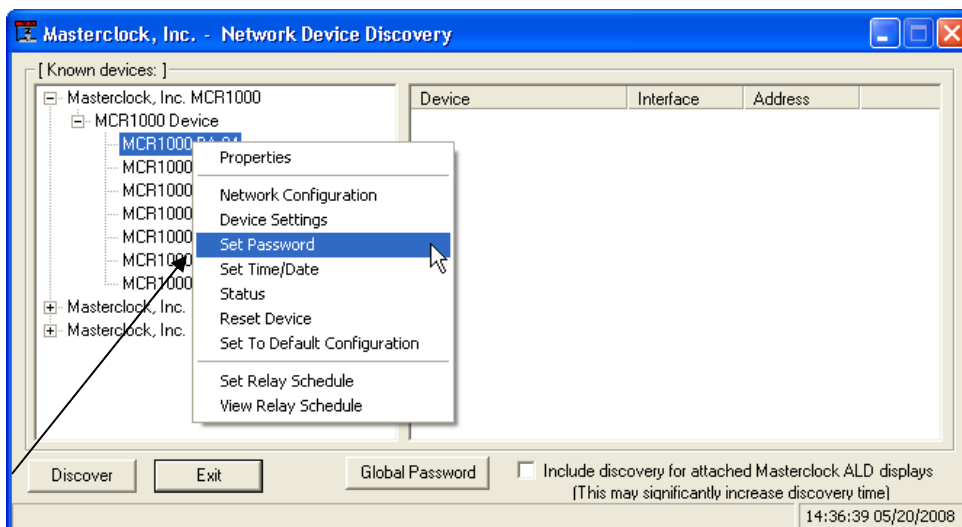 Masterclock, Inc. - Network Device Discovery
[ Known devices: ]
Masterclock, Inc. MCR1000
MCR1000 Device
MCR1000
MCR1000
MCR1000
MCR1000
MCR1000
MCR1000
MCR1000
Masterclock, Inc.
Masterclock, Inc.
Device Interface Address
Properties
Network Configuration
Device Settings
Set Password
Set Time/Date
Status
Reset Device
Set To Default Configuration
Set Relay Schedule
View Relay Schedule
Discover Exit Global Password Include discovery for attached Masterclock ALD displays
(This may significantly increase discovery time)
14:36:39 05/20/2008